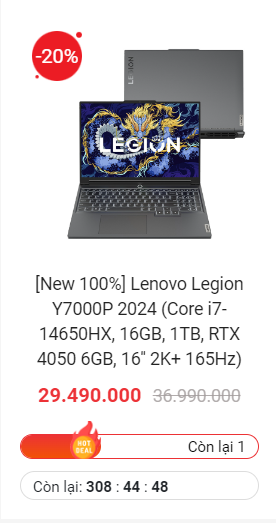 -20%
LEGION
LEGION
[New 100%] Lenovo Legion
Y7000P 2024 (Core i7-
14650HX, 16GB, 1TB, RTX
4050 6GB, 16" 2K+ 165Hz)
29.490.000 36.990.000
HOT
DEAL
Còn lại 1
Còn lại: 308 : 44 : 48